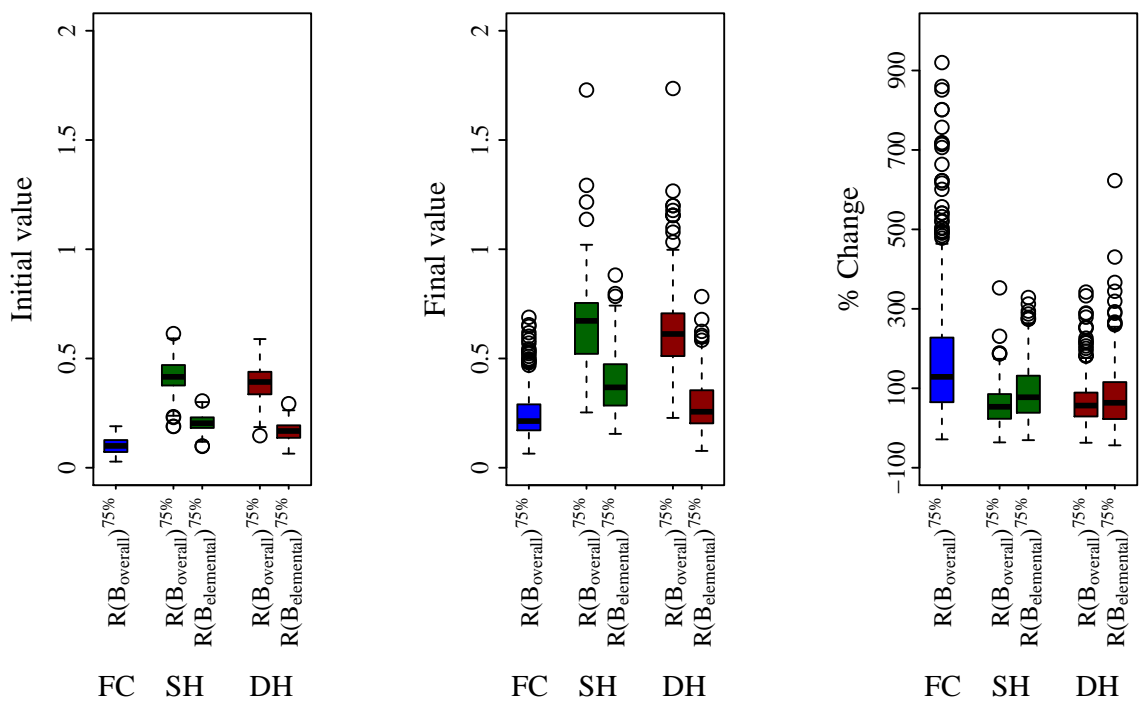 Initial value
0
0.5
1
1.5
2
R(B_overall)^75%
R(B_overall)^75%
R(B_elemental)^75%
R(B_overall)^75%
R(B_elemental)^75%
FC SH DH
Final value
0
0.5
1
1.5
2
R(B_overall)^75%
R(B_overall)^75%
R(B_elemental)^75%
R(B_overall)^75%
R(B_elemental)^75%
FC SH DH
% Change
−100
100
300
500
700
900
R(B_overall)^75%
R(B_overall)^75%
R(B_elemental)^75%
R(B_overall)^75%
R(B_elemental)^75%
FC SH DH